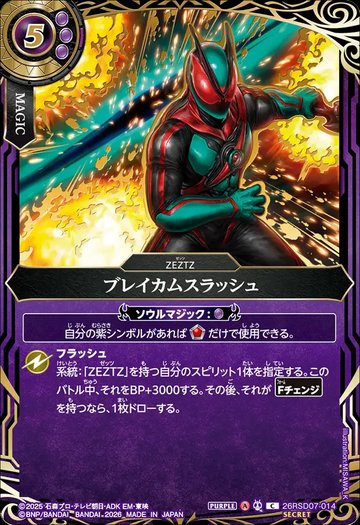 5
MAGIC
ゼッツ
ZEZTZ
ブレイカムスラッシュ
ソウルマジック:
自分の紫シンボルがあれば だけで使用できる。
フラッシュ
系統:「ZEZTZ」を持つ自分のスピリット1体を指定する。この
バトル中、それをBP+3000する。その後、それが Fチェンジ
を持つなら、1枚ドローする。
Illustration:MISAWA I.K
©2025 石森プロ・テレビ朝日・ADK EM・東映
©BNP/BANDAI ©BANDAI 2026 MADE IN JAPAN
PURPLE A C 26RSD07-014
SECRET